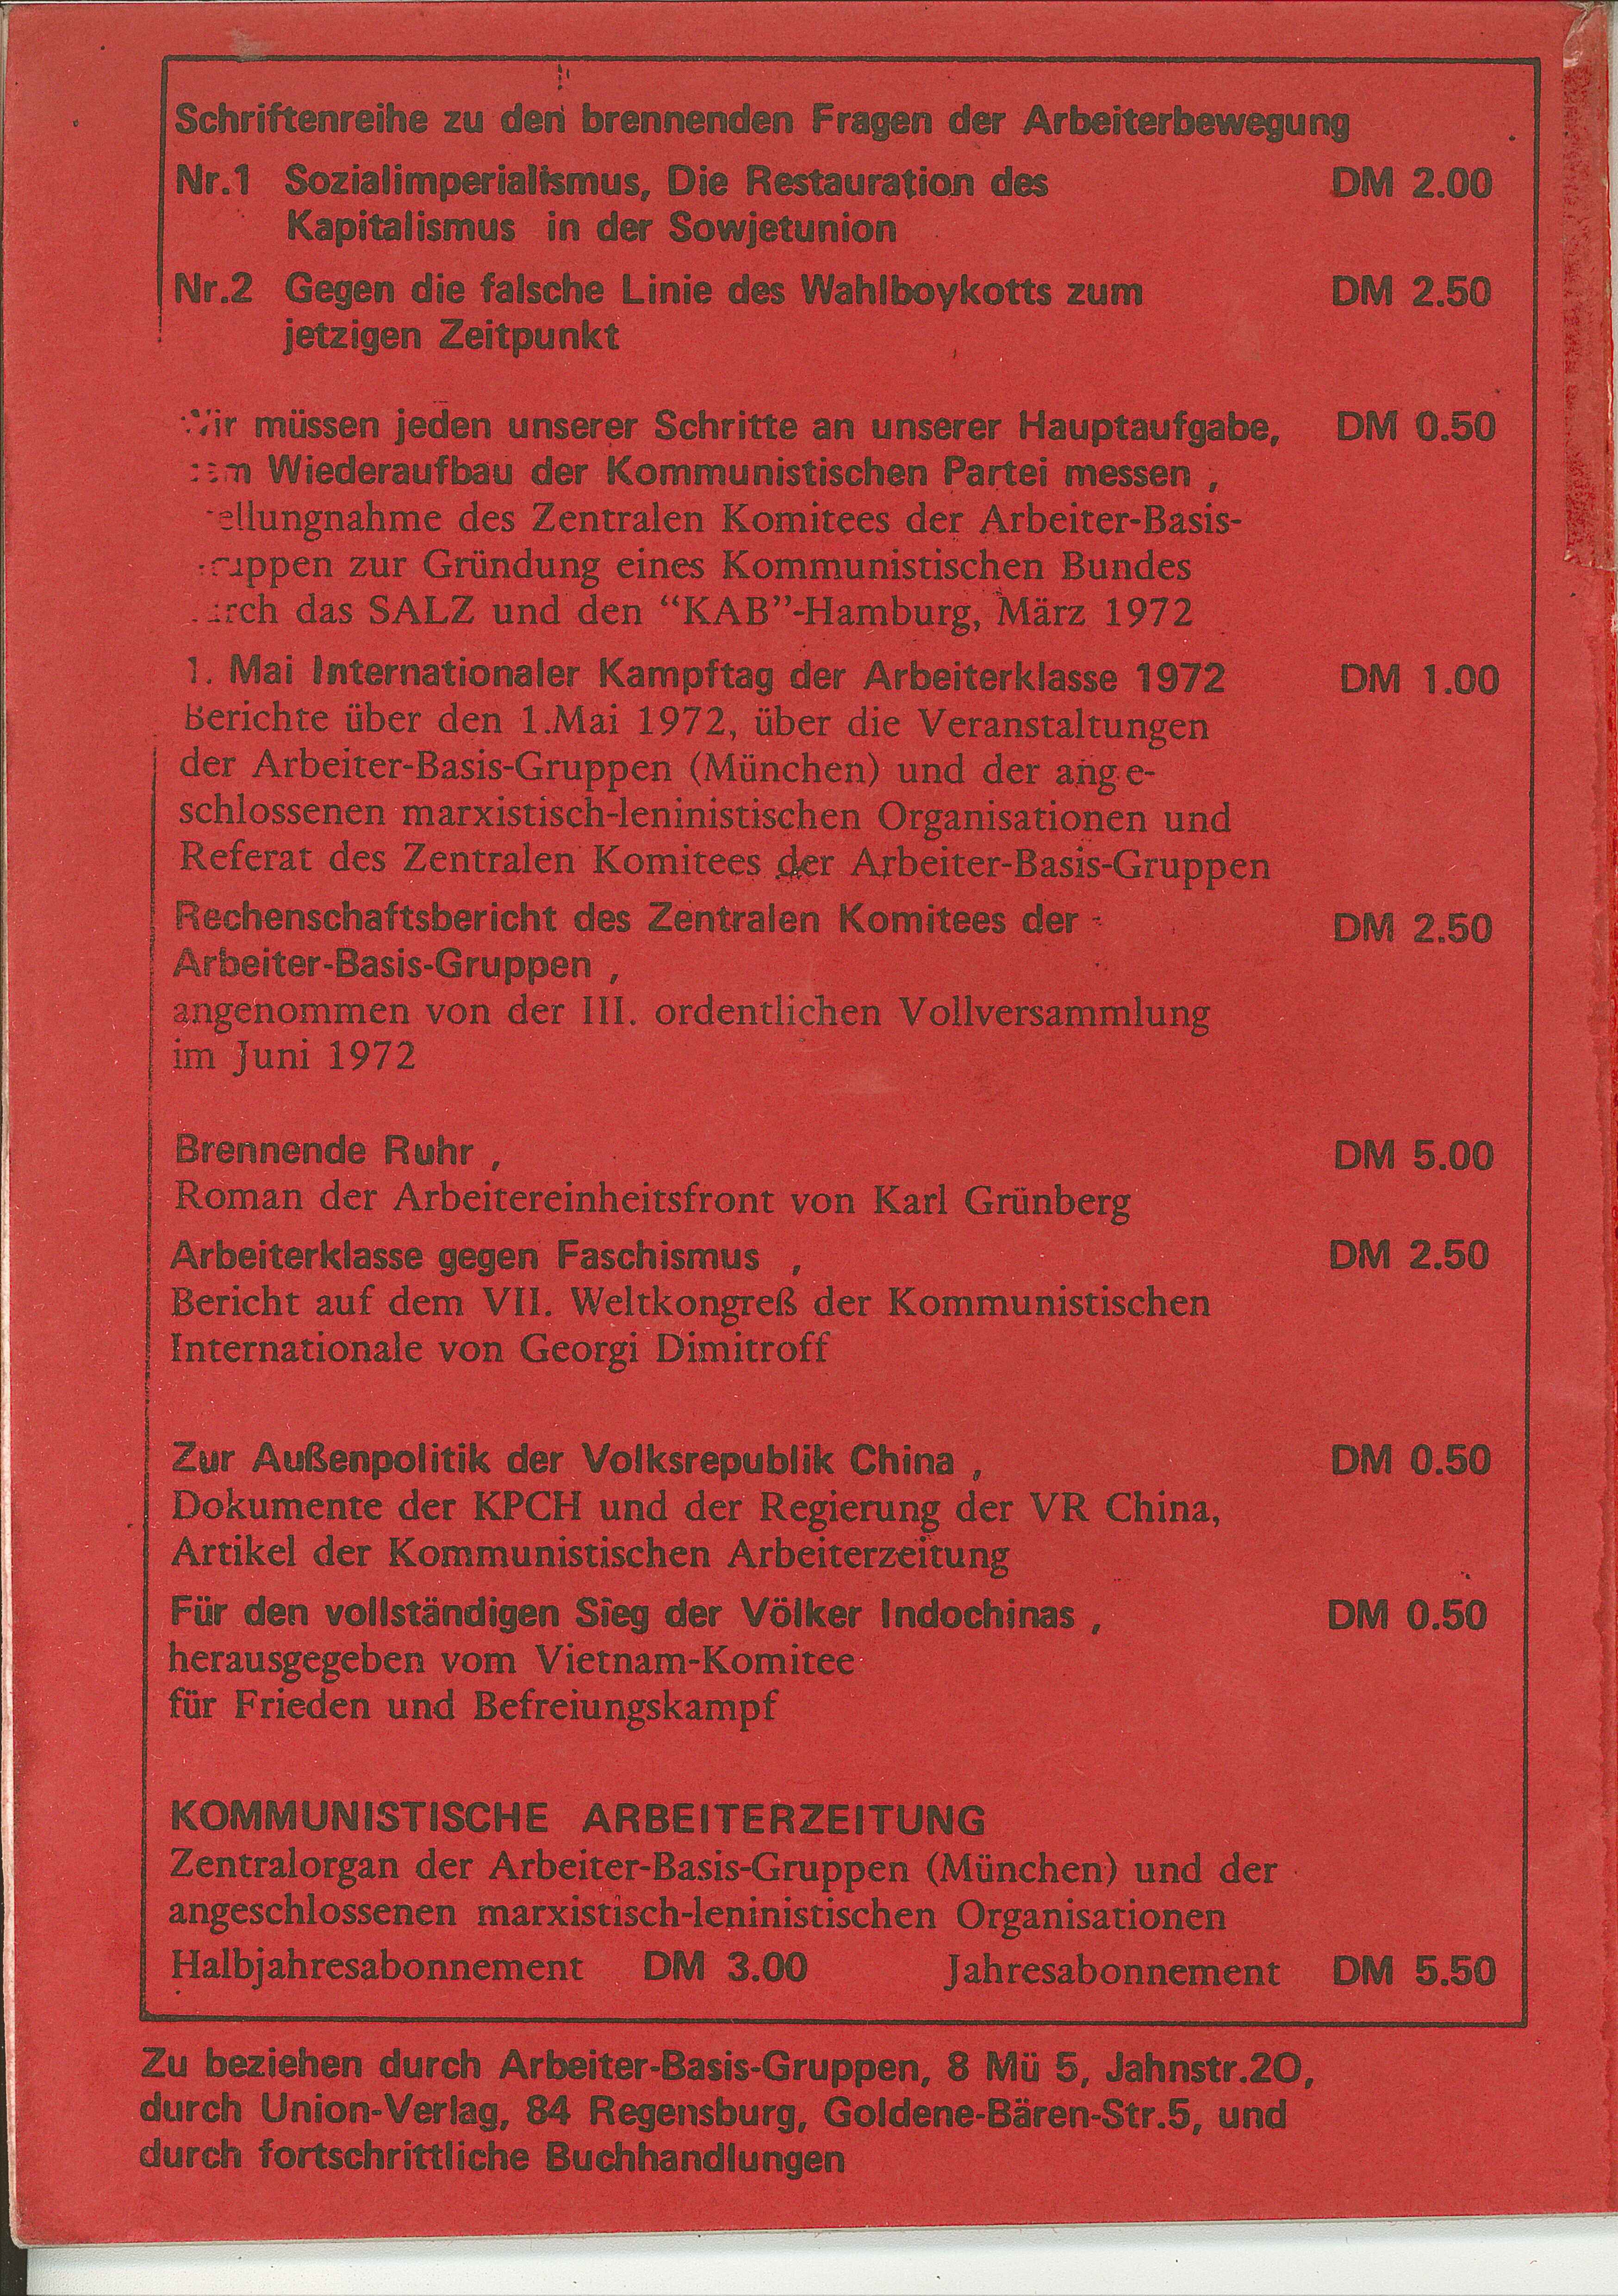 Schriftenreihe zu den brennenden Fragen der Arbeiterbewegung
Nr.1 Sozialimperialismus, Die Restauration des DM 2.00
Kapitalismus in der Sowjetunion
Nr.2 Gegen die falsche Linie des Wahlboykotts zum DM 2.50
jetzigen Zeitpunkt
Wir müssen jeden unserer Schritte an unserer Hauptaufgabe, DM 0.50
dem Wiederaufbau der Kommunistischen Partei messen ,
ellungnahme des Zentralen Komitees der Arbeiter-Basis-
ruppen zur Gründung eines Kommunistischen Bundes
urch das SALZ und den “KAB”-Hamburg, März 1972
1. Mai Internationaler Kampftag der Arbeiterklasse 1972 DM 1.00
Berichte über den 1.Mai 1972, über die Veranstaltungen
der Arbeiter-Basis-Gruppen (München) und der ange-
schlossenen marxistisch-leninistischen Organisationen und
Referat des Zentralen Komitees der Arbeiter-Basis-Gruppen
Rechenschaftsbericht des Zentralen Komitees der DM 2.50
Arbeiter-Basis-Gruppen ,
angenommen von der III. ordentlichen Vollversammlung
im Juni 1972
Brennende Ruhr , DM 5.00
Roman der Arbeitereinheitsfront von Karl Grünberg
Arbeiterklasse gegen Faschismus , DM 2.50
Bericht auf dem VII. Weltkongreß der Kommunistischen
Internationale von Georgi Dimitroff
Zur Außenpolitik der Volksrepublik China , DM 0.50
Dokumente der KPCH und der Regierung der VR China,
Artikel der Kommunistischen Arbeiterzeitung
Für den vollständigen Sieg der Völker Indochinas , DM 0.50
herausgegeben vom Vietnam-Komitee
für Frieden und Befreiungskampf
KOMMUNISTISCHE ARBEITERZEITUNG
Zentralorgan der Arbeiter-Basis-Gruppen (München) und der
angeschlossenen marxistisch-leninistischen Organisationen
Halbjahresabonnement DM 3.00 Jahresabonnement DM 5.50
Zu beziehen durch Arbeiter-Basis-Gruppen, 8 Mü 5, Jahnstr.20,
durch Union-Verlag, 84 Regensburg, Goldene-Bären-Str.5, und
durch fortschrittliche Buchhandlungen